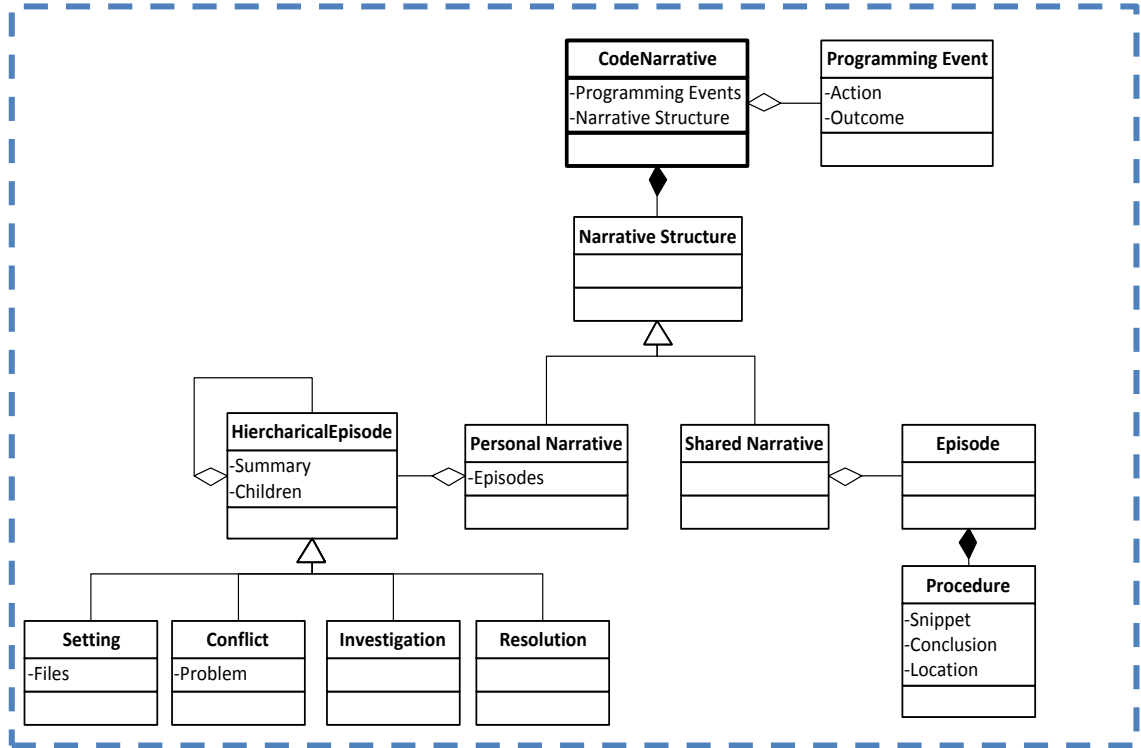 CodeNarrative
-Programming Events
-Narrative Structure
Programming Event
-Action
-Outcome
Narrative Structure
HiercharicalEpisode
-Summary
-Children
Personal Narrative
-Episodes
Shared Narrative
Episode
Setting
-Files
Conflict
-Problem
Investigation
Resolution
Procedure
-Snippet
-Conclusion
-Location